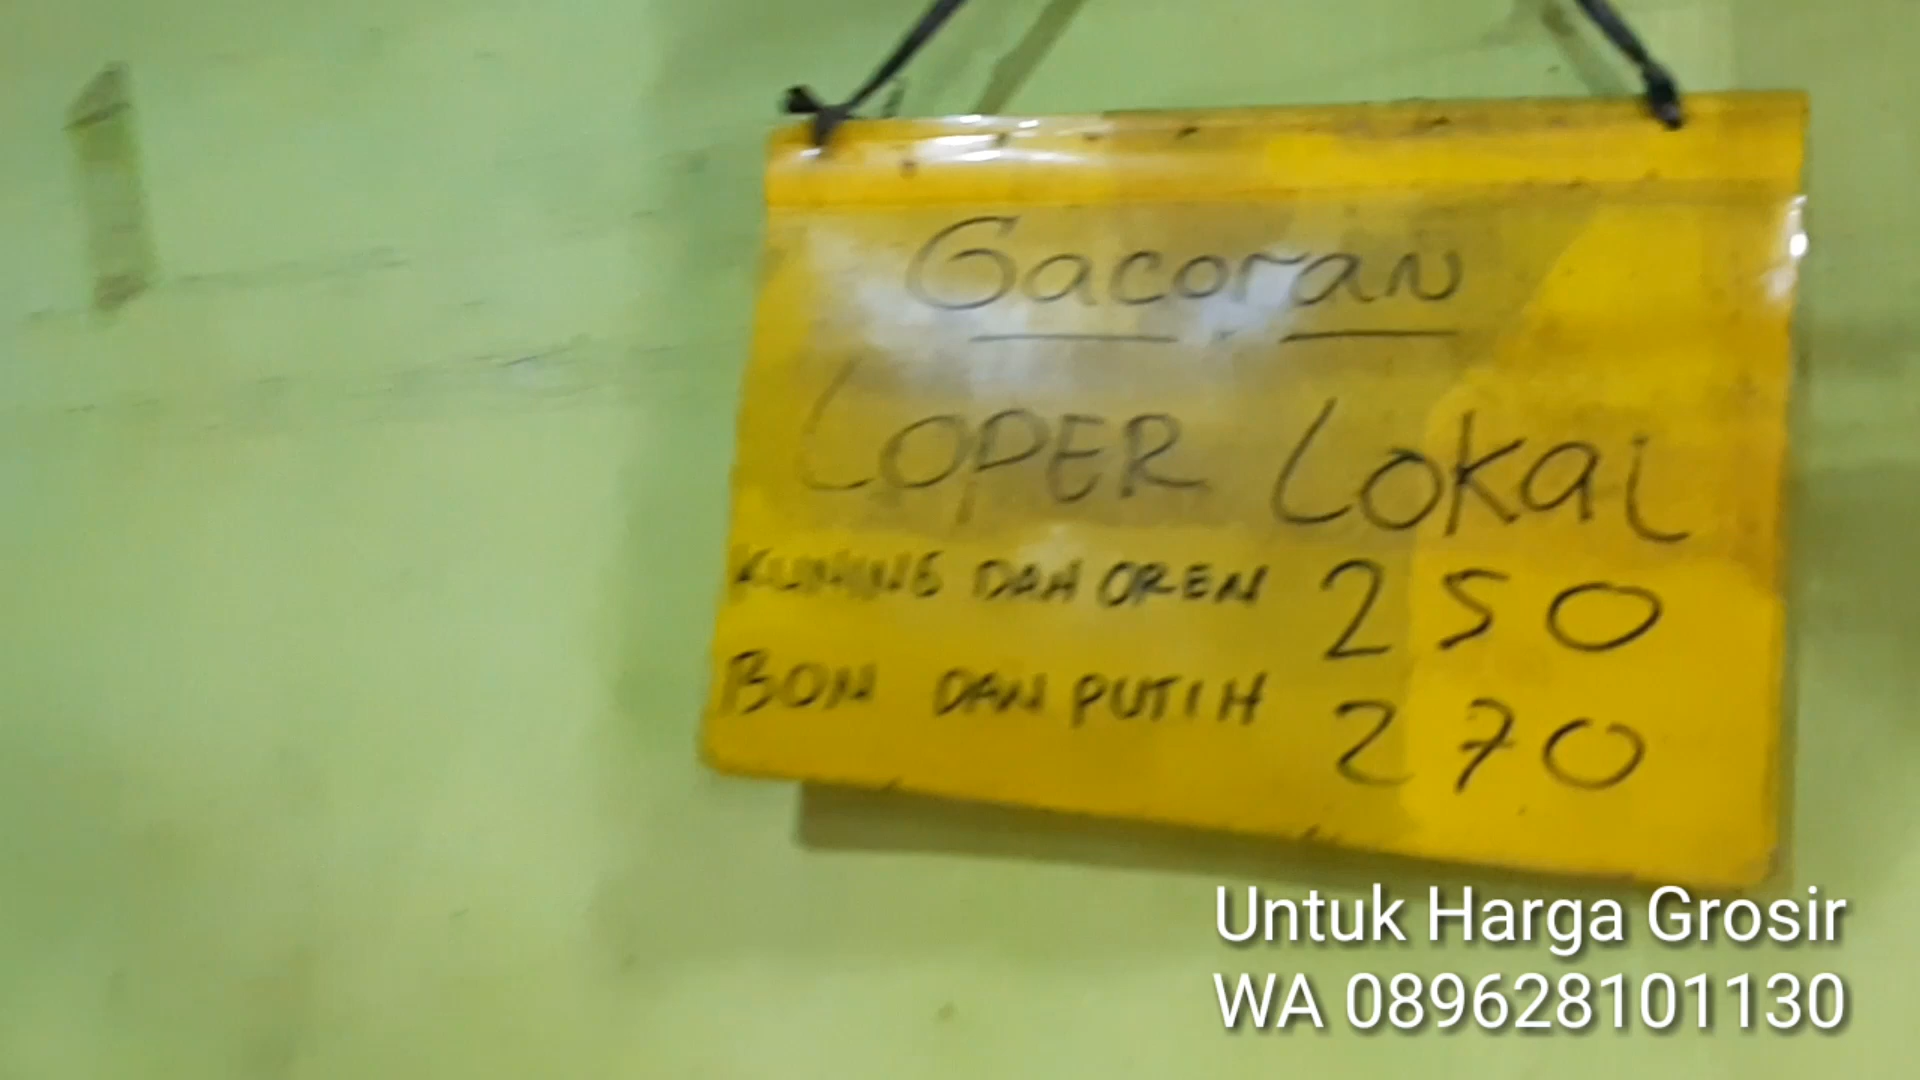 Gacoran
LOPER LOKAL
KUNING DAN OREN 250
BON DAN PUTIH 270
Untuk Harga Grosir
WA 089628101130